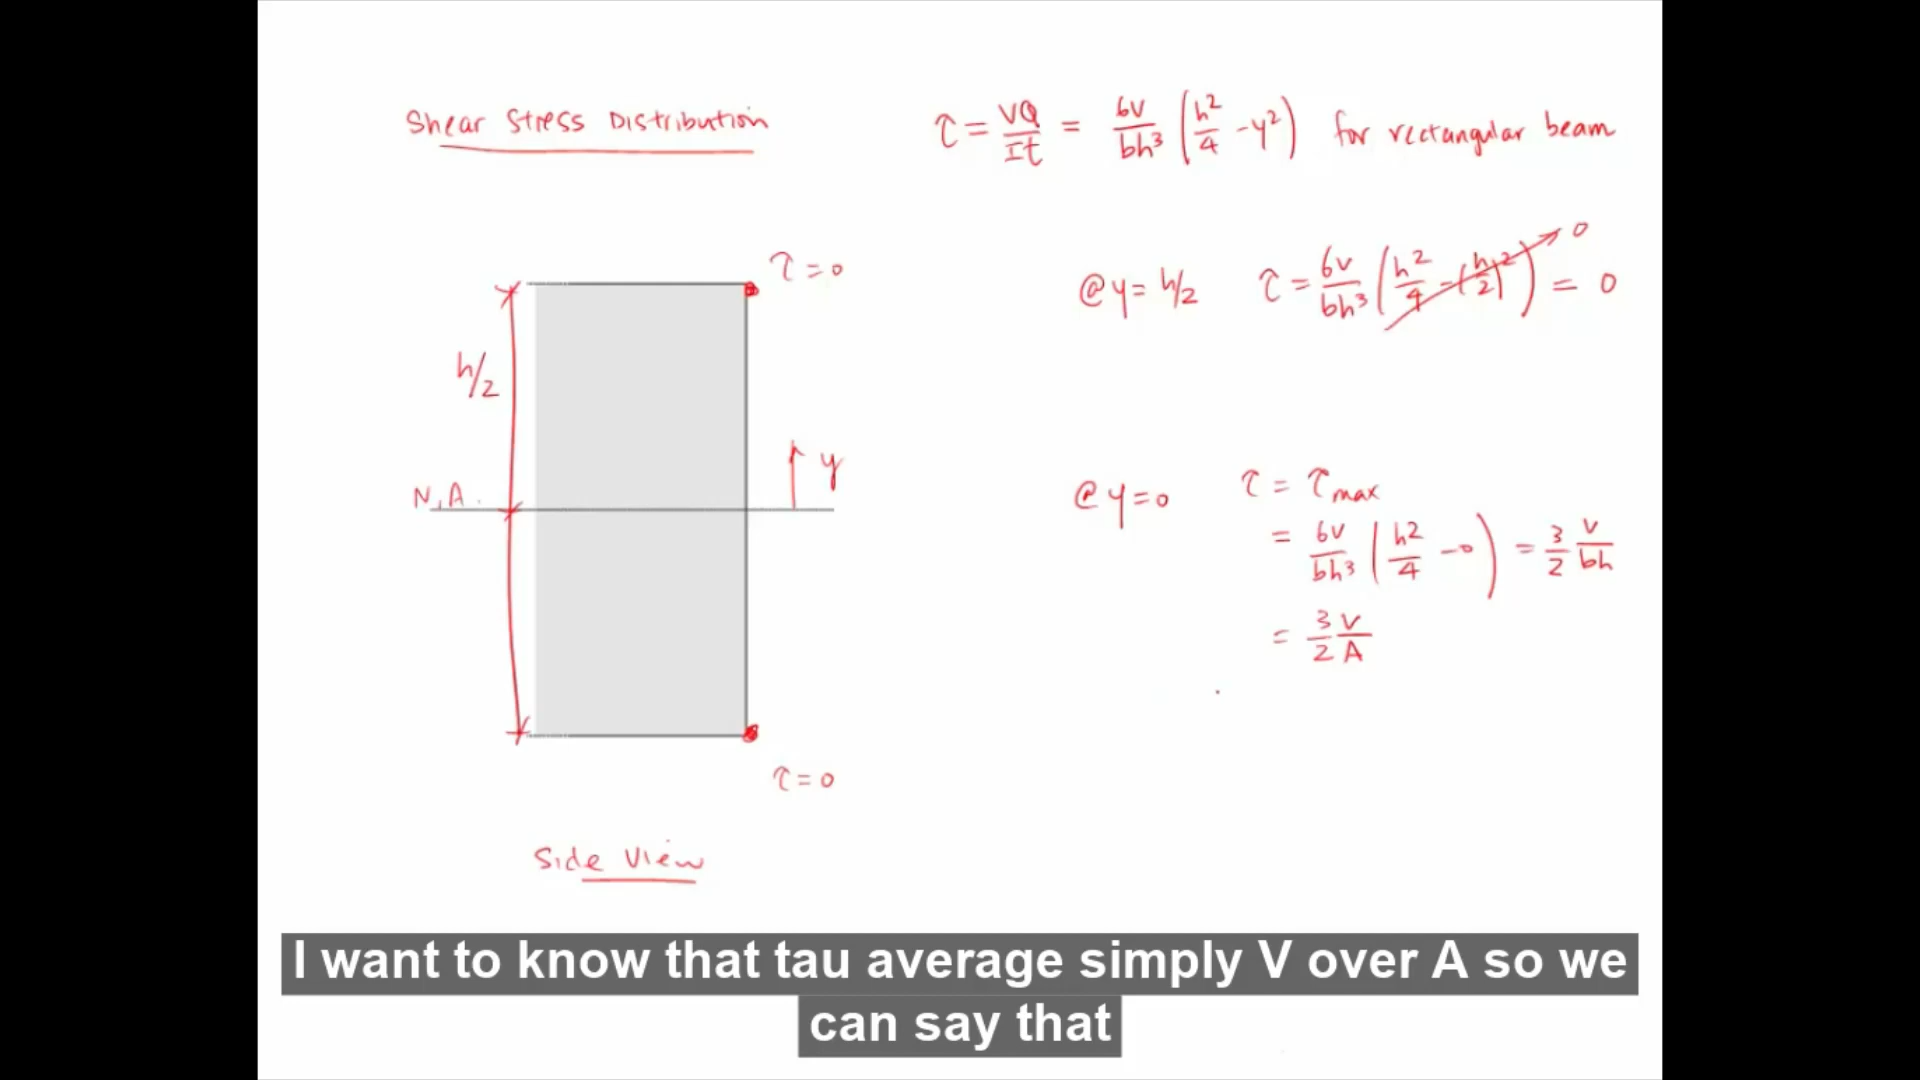 Shear Stress Distribution
τ = VQ/It = 6V/bh³ (h²/4 - y²) for rectangular beam
τ = 0
@ y = h/2 τ = 6V/bh³ (h²/4 - (h/2)²) = 0
0
h/2
y
N.A.
@ y = 0 τ = τmax
= 6V/bh³ (h²/4 - 0) = 3/2 V/bh
= 3/2 V/A
τ = 0
Side View
I want to know that tau average simply V over A so we
can say that